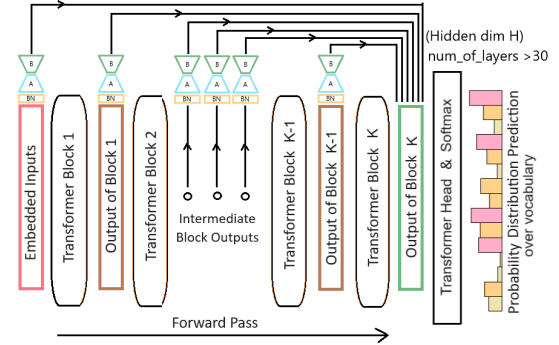 (Hidden dim H)
num_of_layers >30
B
A
BN
B
A
BN
B
A
BN
B
A
BN
B
A
BN
B
A
BN
Embedded Inputs
Transformer Block 1
Output of Block 1
Transformer Block 2
Intermediate
Block Outputs
Transformer Block K-1
Output of Block K-1
Transformer Block K
Output of Block K
Transformer Head & Softmax
Probability Distribution Prediction
over vocabulary
Forward Pass